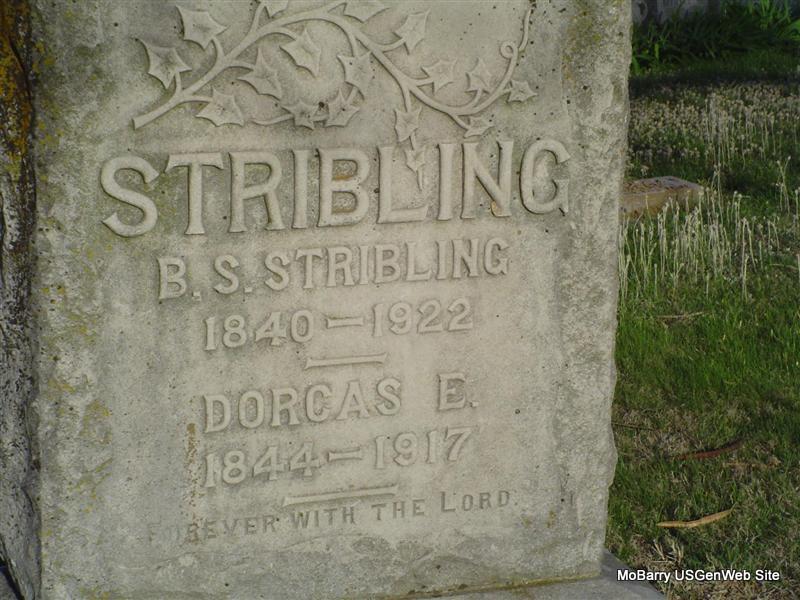 STRIBLING
B. S. STRIBLING
1840 — 1922
DORCAS E.
1844 — 1917
FOREVER WITH THE LORD.
MoBarry USGenWeb Site